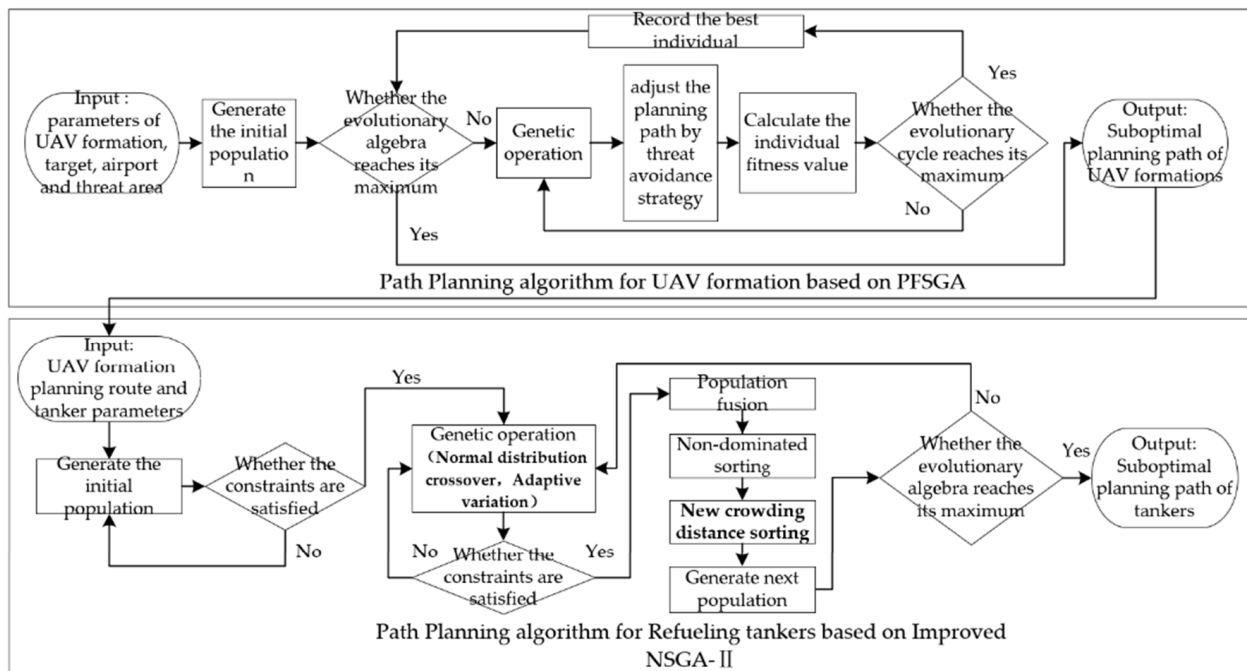 Record the best
individual
Yes
Input :
parameters of
UAV formation,
target, airport
and threat area
Generate
the initial
populatio
n
Whether the
evolutionary
algebra
reaches its
maximum
No
Genetic
operation
adjust the
planning
path by
threat
avoidance
strategy
Calculate the
individual
fitness value
Whether the
evolutionary
cycle reaches its
maximum
No
Output:
Suboptimal
planning path of
UAV formations
Yes
Path Planning algorithm for UAV formation based on PFSGA
Input:
UAV formation
planning route and
tanker parameters
Generate the
initial
population
Whether the
constraints are
satisfied
Yes
No
Genetic operation
（Normal distribution
crossover，Adaptive
variation）
No
Whether the
constraints are
satisfied
Yes
Population
fusion
Non-dominated
sorting
New crowding
distance sorting
Generate next
population
No
Whether the
evolutionary
algebra reaches
its maximum
Yes
Output:
Suboptimal
planning path of
tankers
Path Planning algorithm for Refueling tankers based on Improved
NSGA-Ⅱ